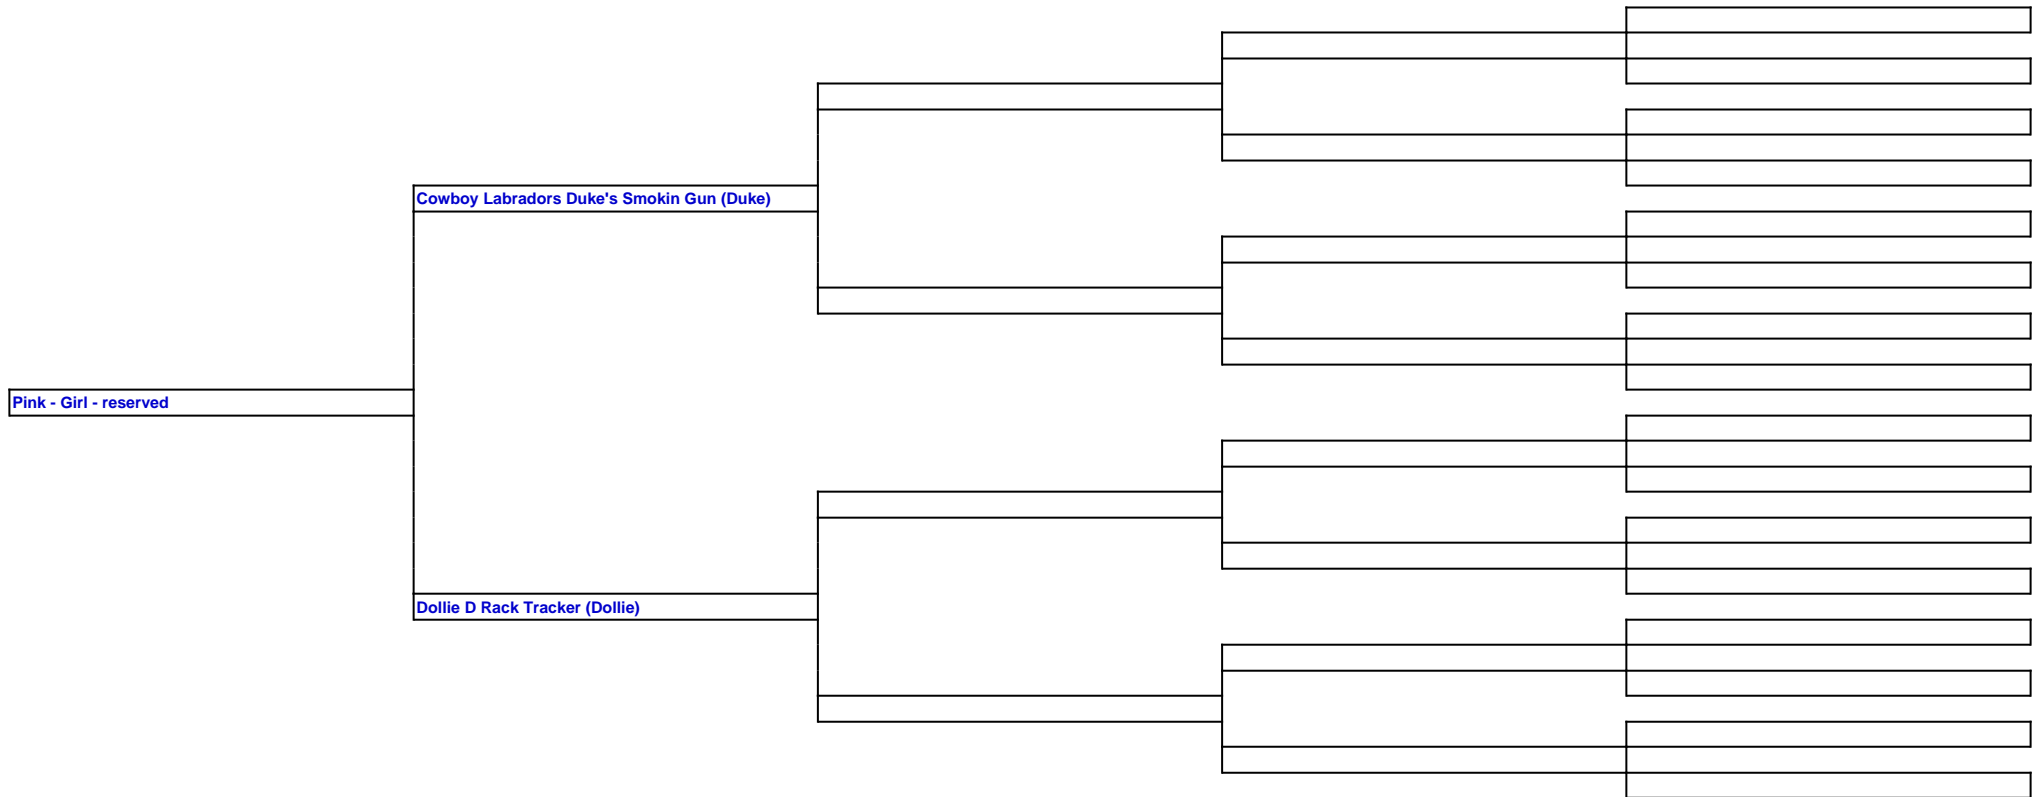 Cowboy Labradors Duke's Smokin Gun (Duke)
Pink - Girl - reserved
Dollie D Rack Tracker (Dollie)